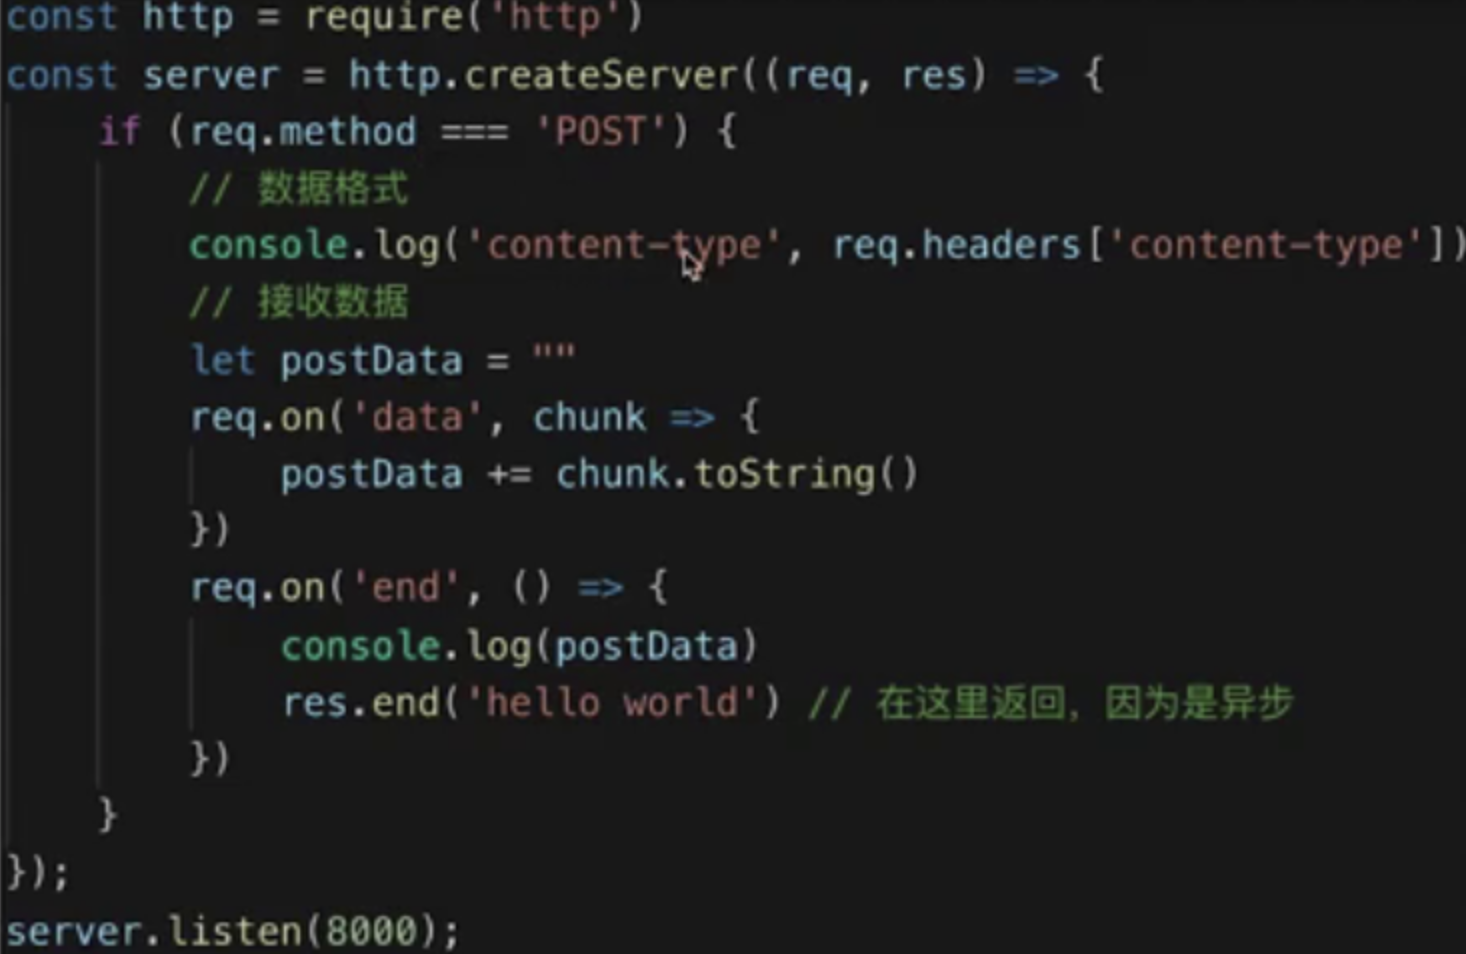 const http = require('http')
const server = http.createServer((req, res) => {
    if (req.method === 'POST') {
        // 数据格式
        console.log('content-type', req.headers['content-type'])
        // 接收数据
        let postData = ""
        req.on('data', chunk => {
            postData += chunk.toString()
        })
        req.on('end', () => {
            console.log(postData)
            res.end('hello world') // 在这里返回，因为是异步
        })
    }
});
server.listen(8000);